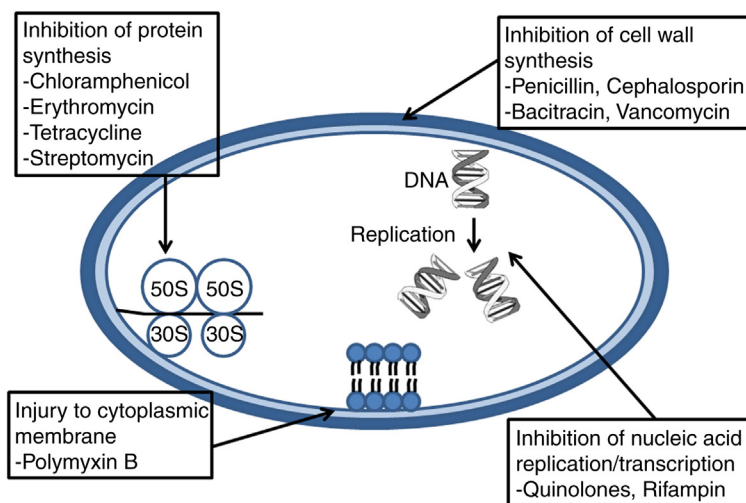 Inhibition of protein
synthesis
-Chloramphenicol
-Erythromycin
-Tetracycline
-Streptomycin
Inhibition of cell wall
synthesis
-Penicillin, Cephalosporin
-Bacitracin, Vancomycin
DNA
Replication
50S 50S
30S 30S
Injury to cytoplasmic
membrane
-Polymyxin B
Inhibition of nucleic acid
replication/transcription
-Quinolones, Rifampin